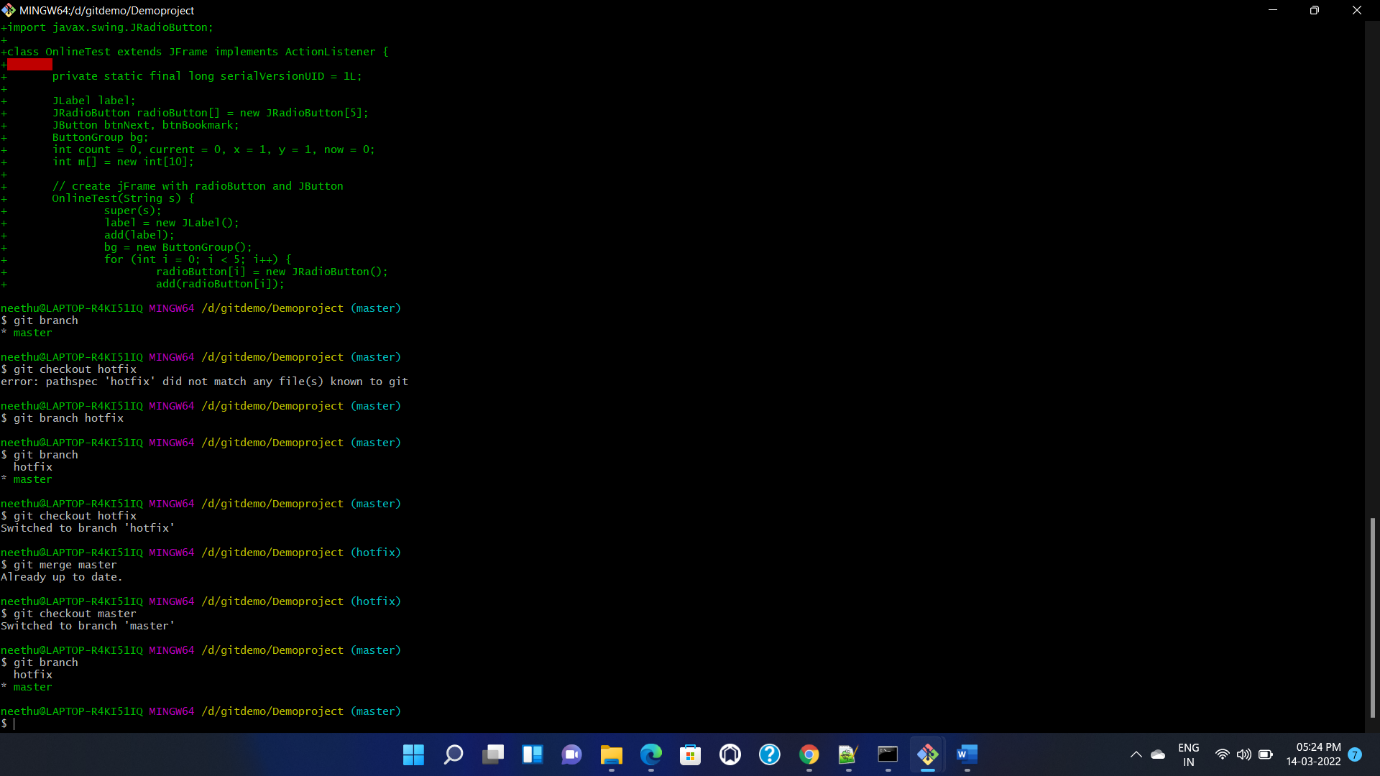 MINGW64:/d/gitdemo/Demoproject
+import javax.swing.JRadioButton;
+
+class OnlineTest extends JFrame implements ActionListener {
+
+       private static final long serialVersionUID = 1L;
+
+       JLabel label;
+       JRadioButton radioButton[] = new JRadioButton[5];
+       JButton btnNext, btnBookmark;
+       ButtonGroup bg;
+       int count = 0, current = 0, x = 1, y = 1, now = 0;
+       int m[] = new int[10];
+
+       // create jFrame with radioButton and JButton
+       OnlineTest(String s) {
+               super(s);
+               label = new JLabel();
+               add(label);
+               bg = new ButtonGroup();
+               for (int i = 0; i < 5; i++) {
+                       radioButton[i] = new JRadioButton();
+                       add(radioButton[i]);
neethu@LAPTOP-R4KI51IQ MINGW64 /d/gitdemo/Demoproject (master)
$ git branch
* master
neethu@LAPTOP-R4KI51IQ MINGW64 /d/gitdemo/Demoproject (master)
$ git checkout hotfix
error: pathspec 'hotfix' did not match any file(s) known to git
neethu@LAPTOP-R4KI51IQ MINGW64 /d/gitdemo/Demoproject (master)
$ git branch hotfix
neethu@LAPTOP-R4KI51IQ MINGW64 /d/gitdemo/Demoproject (master)
$ git branch
  hotfix
* master
neethu@LAPTOP-R4KI51IQ MINGW64 /d/gitdemo/Demoproject (master)
$ git checkout hotfix
Switched to branch 'hotfix'
neethu@LAPTOP-R4KI51IQ MINGW64 /d/gitdemo/Demoproject (hotfix)
$ git merge master
Already up to date.
neethu@LAPTOP-R4KI51IQ MINGW64 /d/gitdemo/Demoproject (hotfix)
$ git checkout master
Switched to branch 'master'
neethu@LAPTOP-R4KI51IQ MINGW64 /d/gitdemo/Demoproject (master)
$ git branch
  hotfix
* master
neethu@LAPTOP-R4KI51IQ MINGW64 /d/gitdemo/Demoproject (master)
$
ENG
IN
05:24 PM
14-03-2022
7